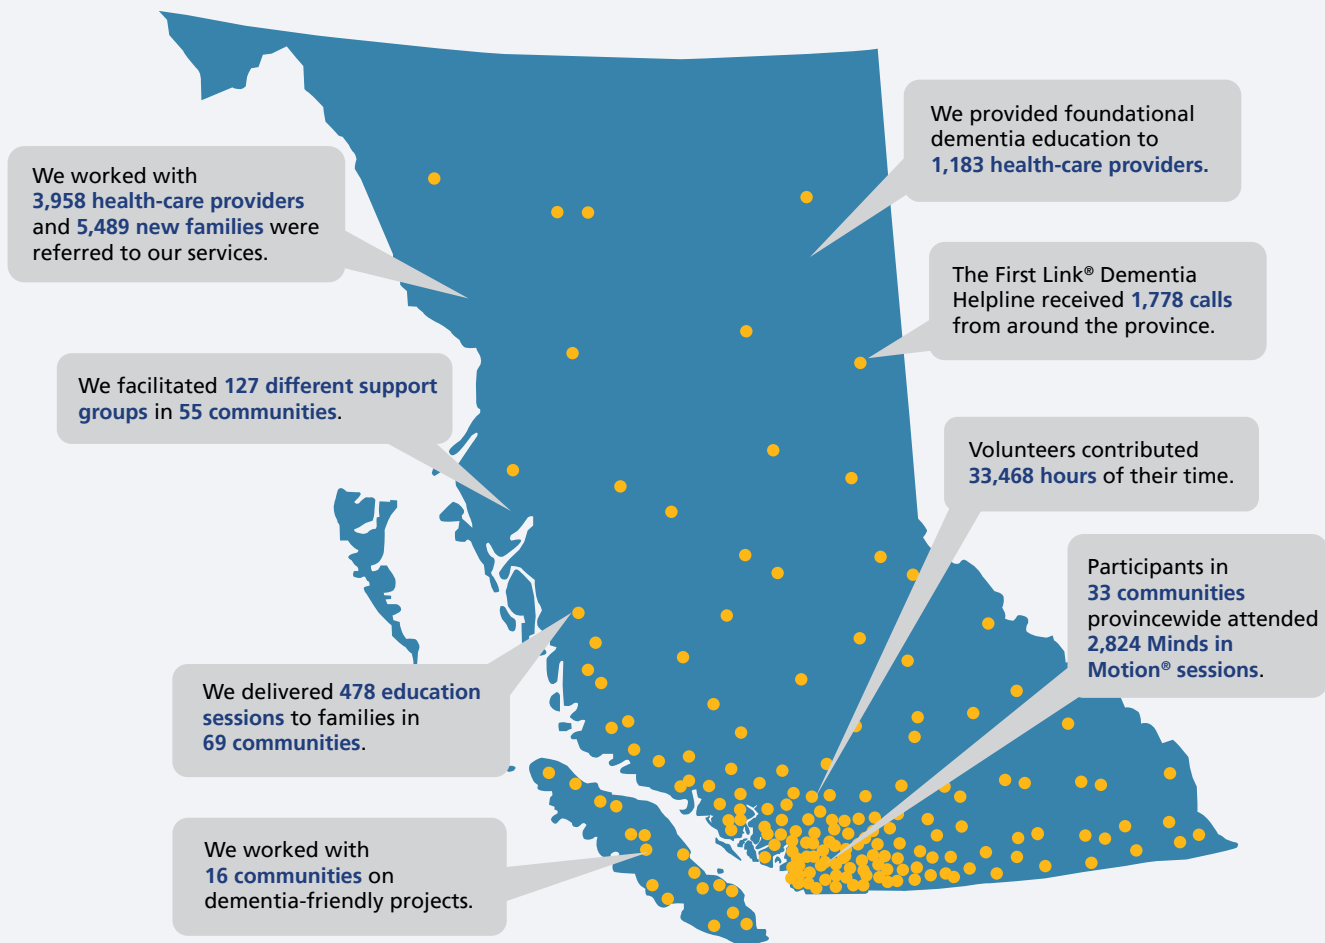 We provided foundational
dementia education to
1,183 health-care providers.
We worked with
3,958 health-care providers
and 5,489 new families were
referred to our services.
The First Link® Dementia
Helpline received 1,778 calls
from around the province.
We facilitated 127 different support
groups in 55 communities.
Volunteers contributed
33,468 hours of their time.
Participants in
33 communities
provincewide attended
2,824 Minds in
Motion® sessions.
We delivered 478 education
sessions to families in
69 communities.
We worked with
16 communities on
dementia-friendly projects.